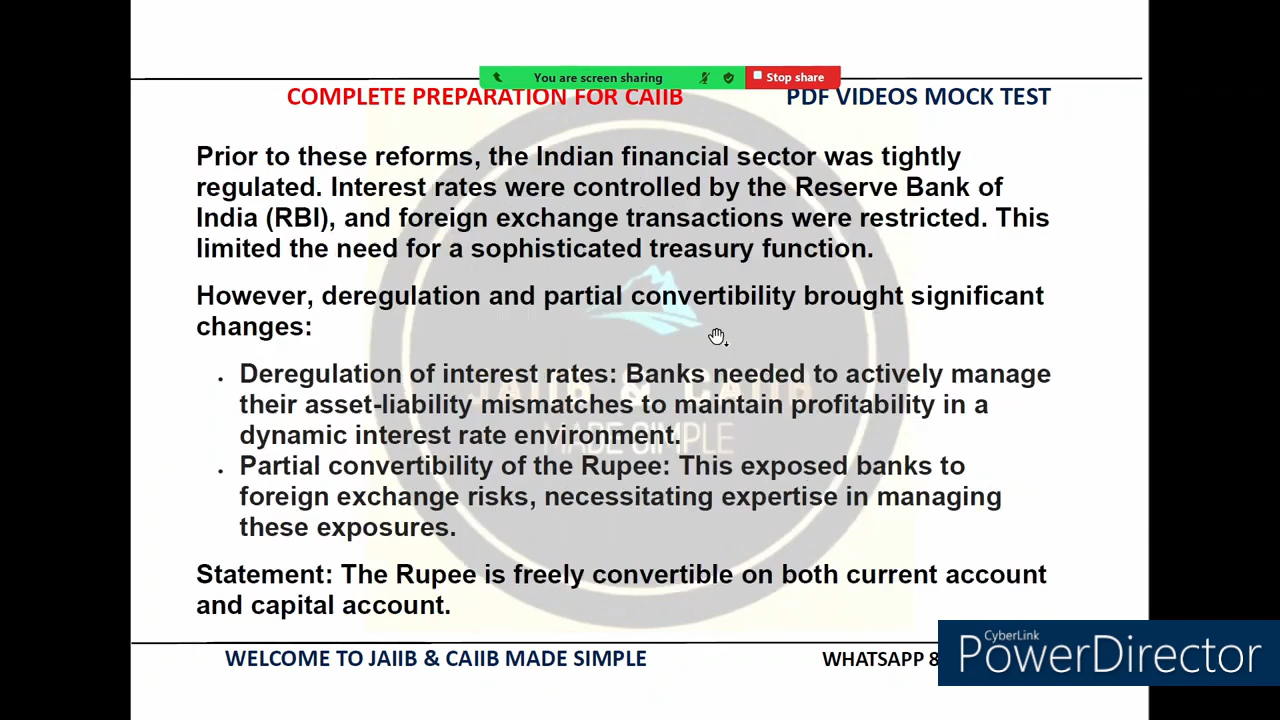 You are screen sharing
Stop share
COMPLETE PREPARATION FOR CAIIB
PDF VIDEOS MOCK TEST
Prior to these reforms, the Indian financial sector was tightly
regulated. Interest rates were controlled by the Reserve Bank of
India (RBI), and foreign exchange transactions were restricted. This
limited the need for a sophisticated treasury function.
However, deregulation and partial convertibility brought significant
changes:
• Deregulation of interest rates: Banks needed to actively manage
their asset-liability mismatches to maintain profitability in a
dynamic interest rate environment.
• Partial convertibility of the Rupee: This exposed banks to
foreign exchange risks, necessitating expertise in managing
these exposures.
Statement: The Rupee is freely convertible on both current account
and capital account.
JAIIB & CAIIB
MADE SIMPLE
WELCOME TO JAIIB & CAIIB MADE SIMPLE
WHATSAPP 8
CyberLink
PowerDirector